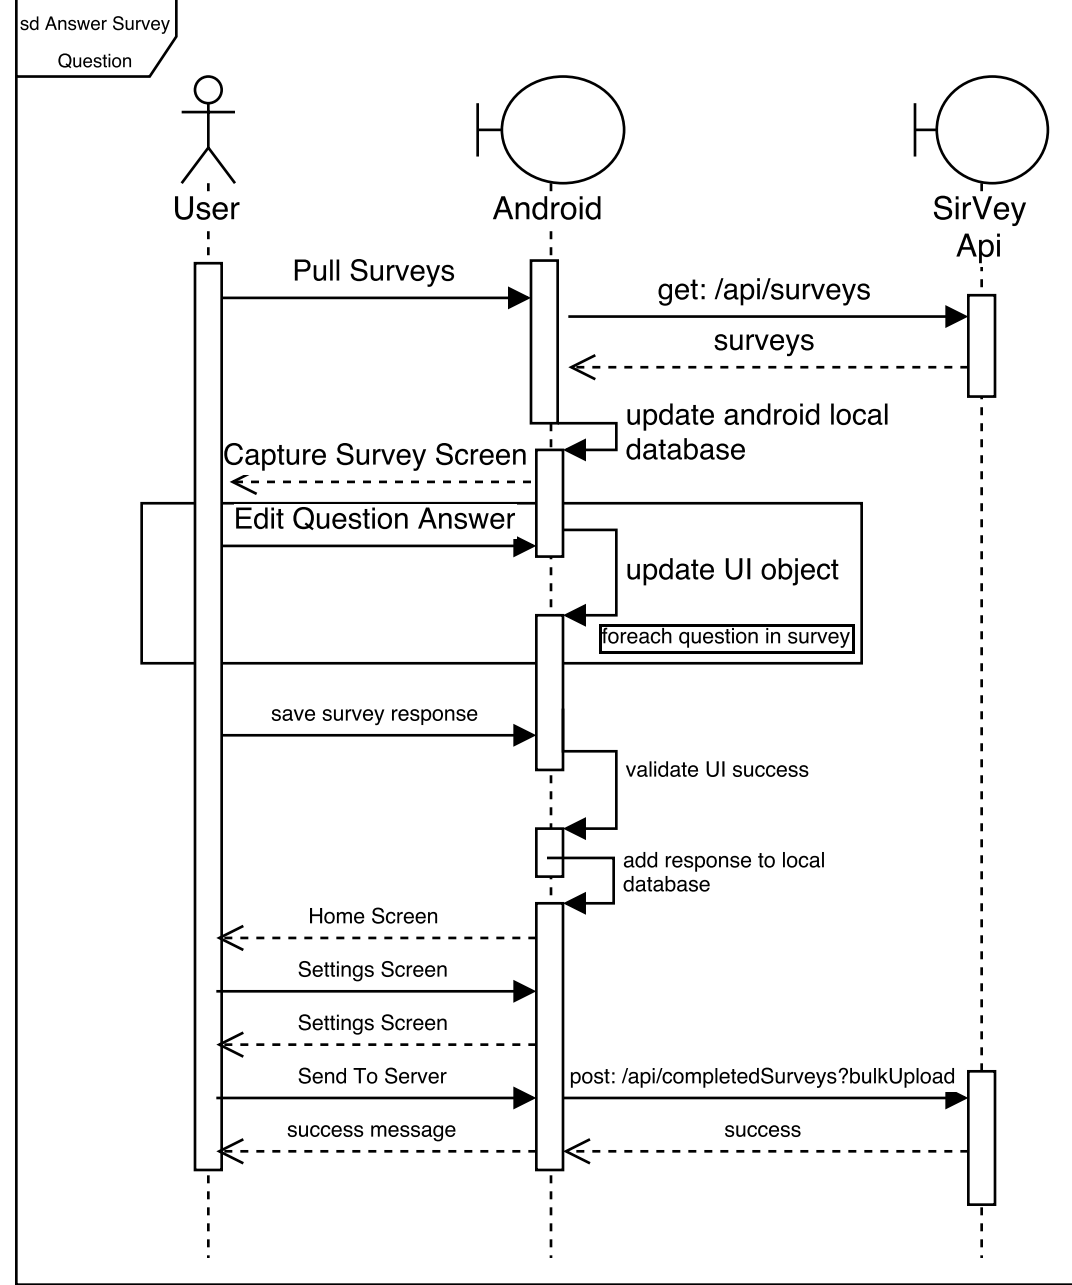 sd Answer Survey
Question
User
Android
SirVey
Api
Pull Surveys
get: /api/surveys
surveys
update android local
database
Capture Survey Screen
Edit Question Answer
update UI object
foreach question in survey
save survey response
validate UI success
add response to local
database
Home Screen
Settings Screen
Settings Screen
Send To Server
post: /api/completedSurveys?bulkUpload
success message
success